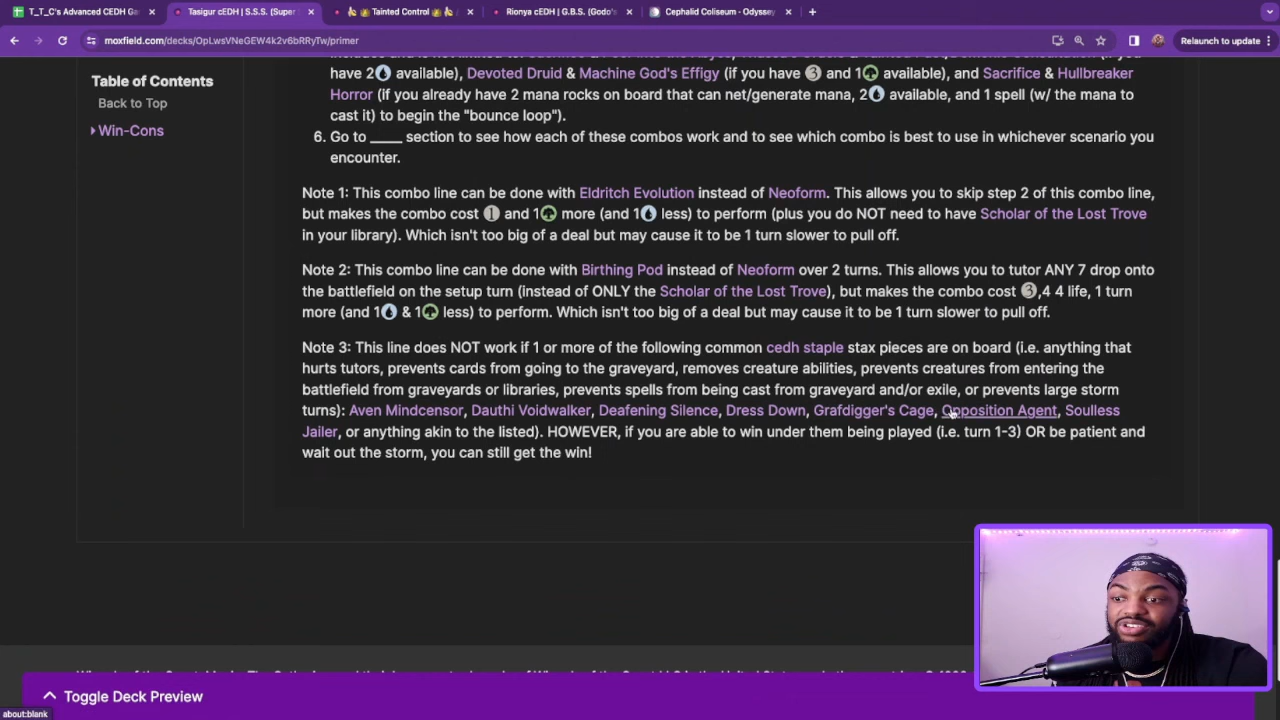 T_T_C's Advanced CEDH Ga
Tasigur cEDH | S.S.S. (Super
Tainted Control
Rionya cEDH | G.B.S. (Godo's
Cephalid Coliseum - Odyssey
moxfield.com/decks/OpLwsVNeGEW4k2v6bRRyTw/primer
Relaunch to update
Table of Contents
Back to Top
Win-Cons
have 2 available), Devoted Druid & Machine God's Effigy (if you have 3 and 1 available), and Sacrifice & Hullbreaker
Horror (if you already have 2 mana rocks on board that can net/generate mana, 2 available, and 1 spell (w/ the mana to
cast it) to begin the "bounce loop").
6. Go to _____ section to see how each of these combos work and to see which combo is best to use in whichever scenario you
encounter.
Note 1: This combo line can be done with Eldritch Evolution instead of Neoform. This allows you to skip step 2 of this combo line,
but makes the combo cost 1 and 1 more (and 1 less) to perform (plus you do NOT need to have Scholar of the Lost Trove
in your library). Which isn't too big of a deal but may cause it to be 1 turn slower to pull off.
Note 2: This combo line can be done with Birthing Pod instead of Neoform over 2 turns. This allows you to tutor ANY 7 drop onto
the battlefield on the setup turn (instead of ONLY the Scholar of the Lost Trove), but makes the combo cost 3,4 4 life, 1 turn
more (and 1 & 1 less) to perform. Which isn't too big of a deal but may cause it to be 1 turn slower to pull off.
Note 3: This line does NOT work if 1 or more of the following common cedh staple stax pieces are on board (i.e. anything that
hurts tutors, prevents cards from going to the graveyard, removes creature abilities, prevents creatures from entering the
battlefield from graveyards or libraries, prevents spells from being cast from graveyard and/or exile, or prevents large storm
turns): Aven Mindcensor, Dauthi Voidwalker, Deafening Silence, Dress Down, Grafdigger's Cage, Opposition Agent, Soulless
Jailer, or anything akin to the listed). HOWEVER, if you are able to win under them being played (i.e. turn 1-3) OR be patient and
wait out the storm, you can still get the win!
Toggle Deck Preview
about:blank